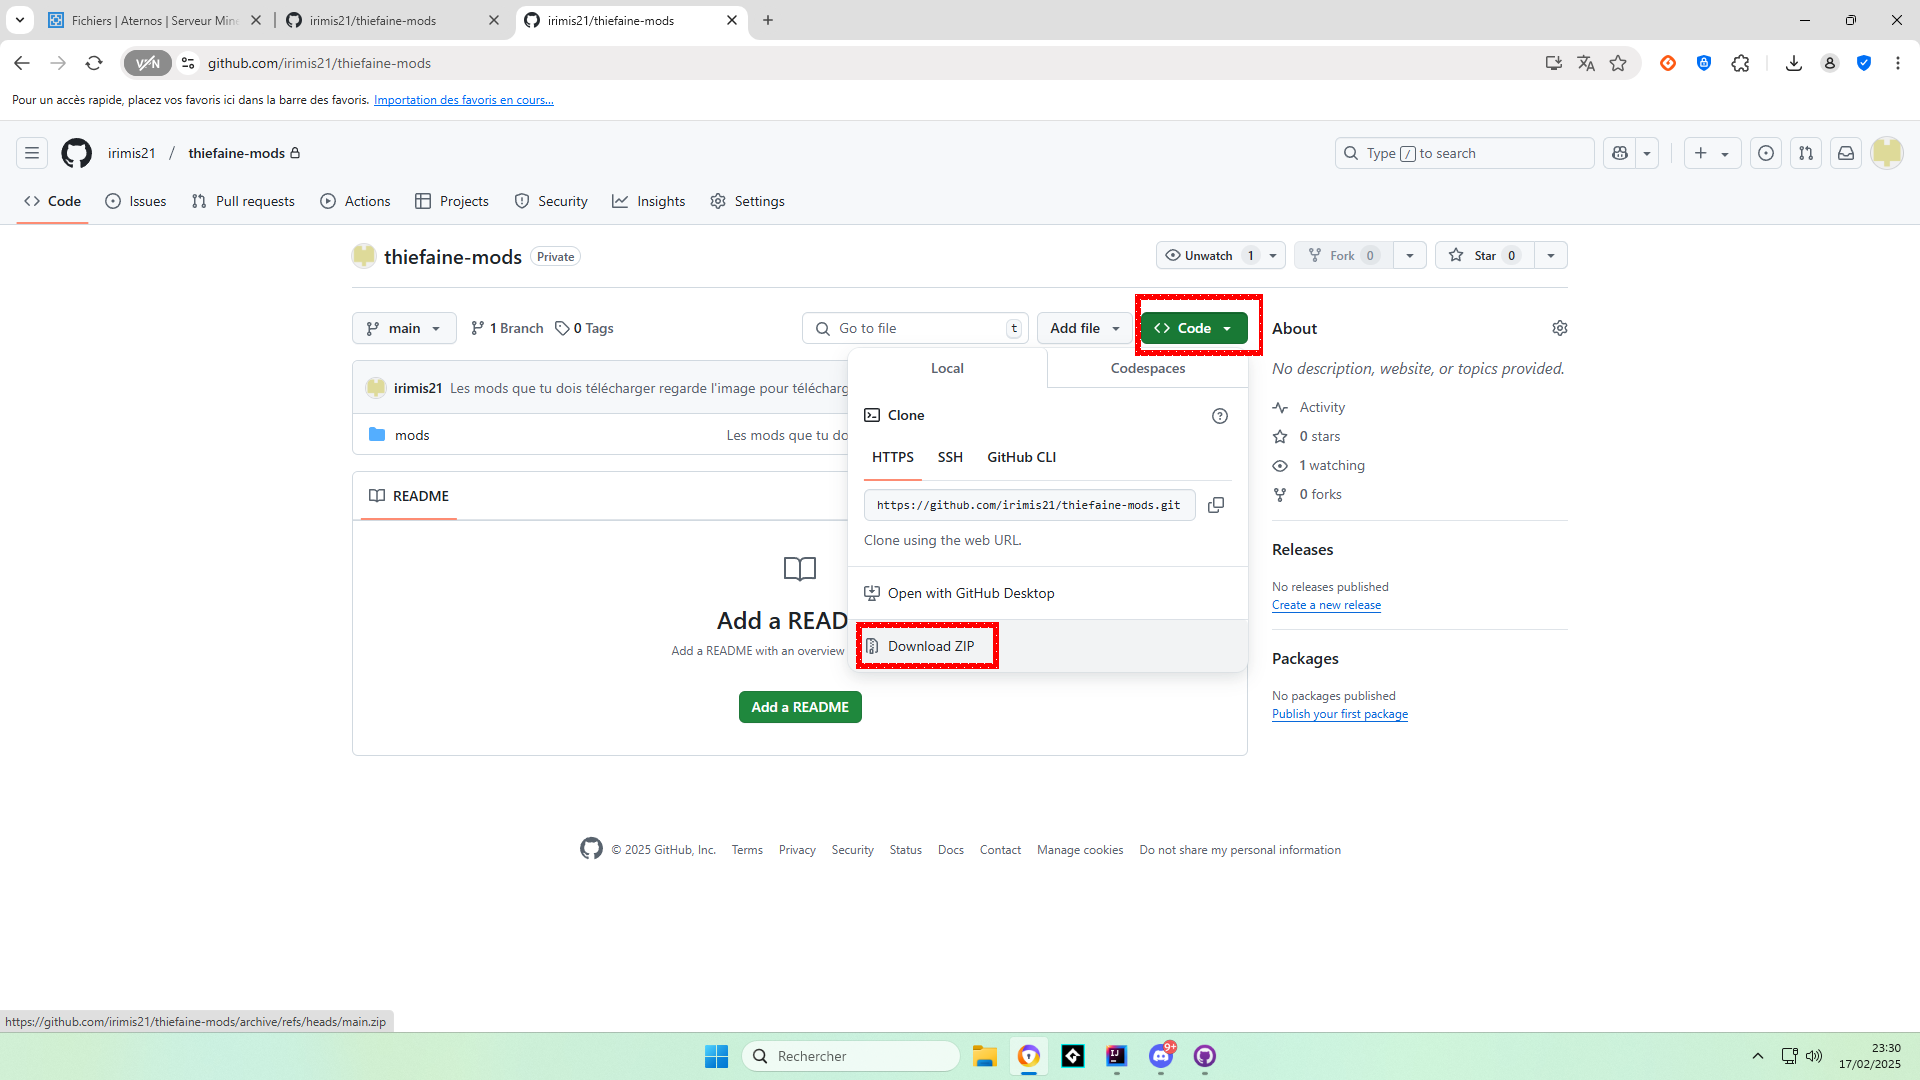 Fichiers | Aternos | Serveur Mine
irimis21/thiefaine-mods
irimis21/thiefaine-mods
VPN
github.com/irimis21/thiefaine-mods
Pour un accès rapide, placez vos favoris ici dans la barre des favoris. Importation des favoris en cours...
irimis21 / thiefaine-mods
Type / to search
Code
Issues
Pull requests
Actions
Projects
Security
Insights
Settings
thiefaine-mods Private
Unwatch 1
Fork 0
Star 0
main
1 Branch
0 Tags
Go to file t
Add file
Code
About
Local
Codespaces
No description, website, or topics provided.
irimis21 Les mods que tu dois télécharger regarde l'image pour télécharg
Activity
Clone
mods
Les mods que tu do
0 stars
HTTPS
SSH
GitHub CLI
1 watching
0 forks
README
https://github.com/irimis21/thiefaine-mods.git
Clone using the web URL.
Releases
No releases published
Create a new release
Open with GitHub Desktop
Add a READ
Add a README with an overview
Download ZIP
Packages
No packages published
Publish your first package
Add a README
© 2025 GitHub, Inc.
Terms
Privacy
Security
Status
Docs
Contact
Manage cookies
Do not share my personal information
https://github.com/irimis21/thiefaine-mods/archive/refs/heads/main.zip
Rechercher
IJ
9+
23:30
17/02/2025